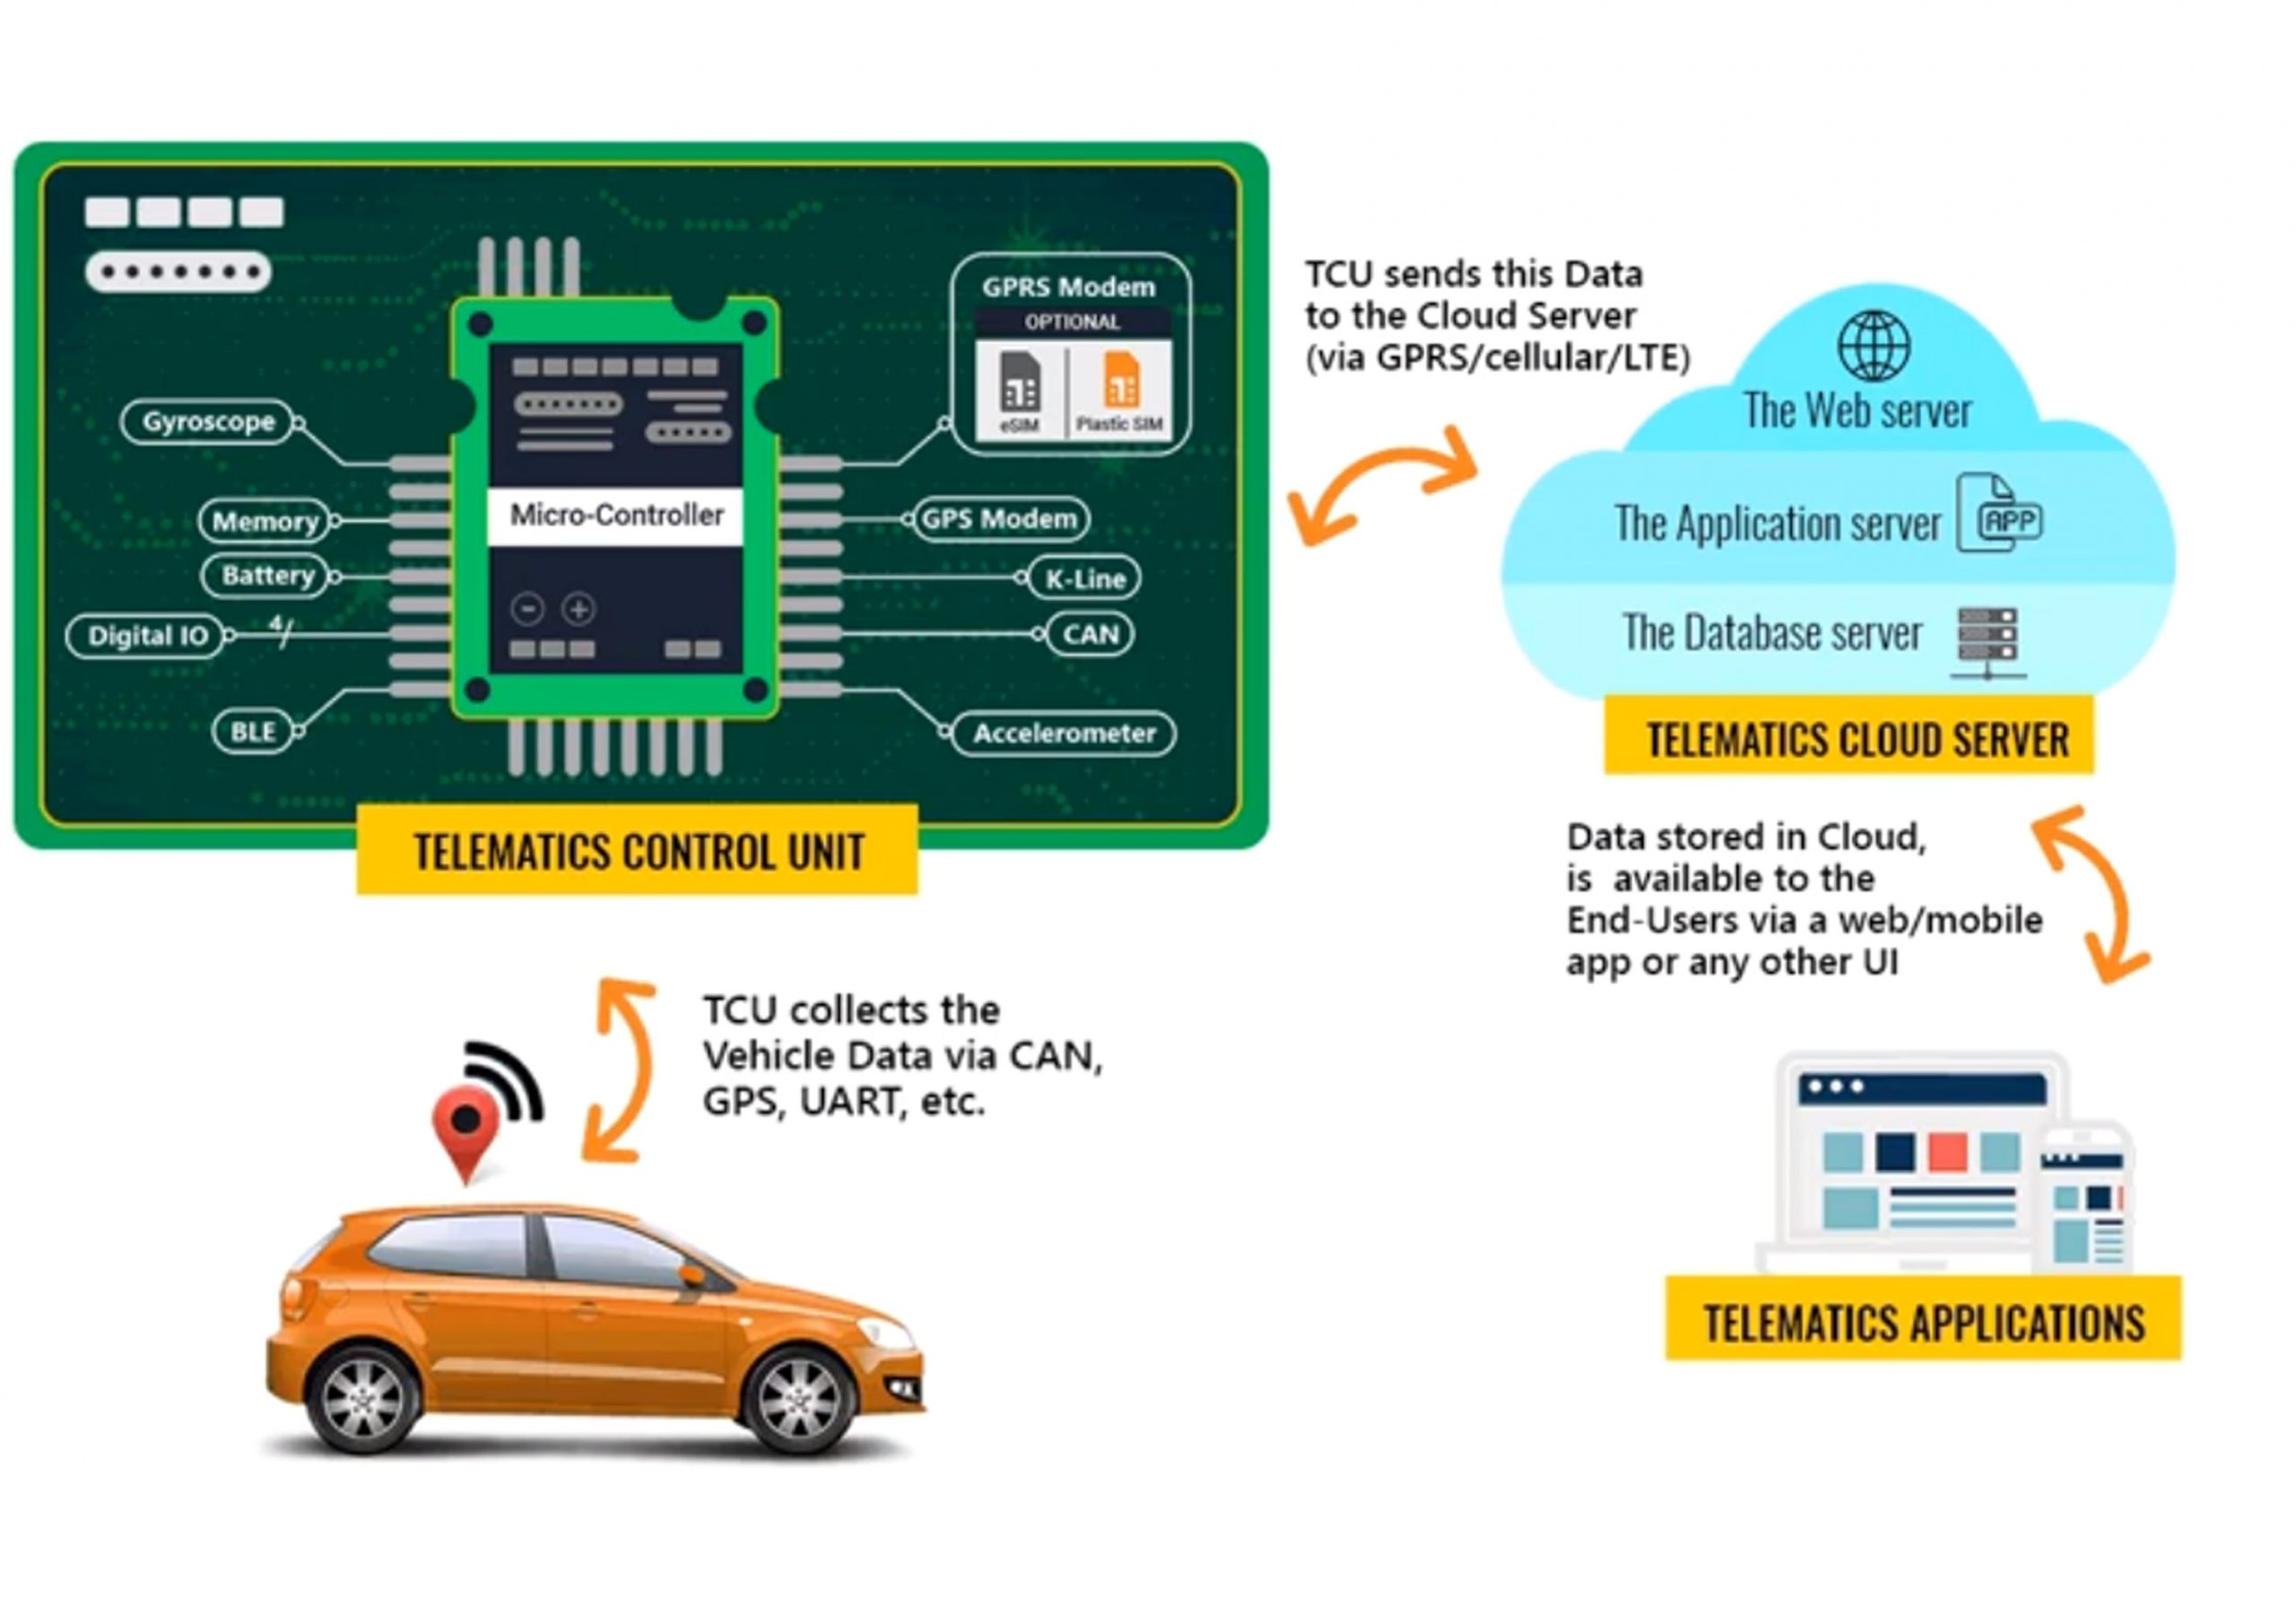 GPRS Modem
OPTIONAL
eSIM
Plastic SIM
Gyroscope
Memory
Battery
Digital IO
4/
BLE
Micro-Controller
GPS Modem
K-Line
CAN
Accelerometer
TELEMATICS CONTROL UNIT
TCU sends this Data
to the Cloud Server
(via GPRS/cellular/LTE)
The Web server
The Application server
APP
The Database server
TELEMATICS CLOUD SERVER
Data stored in Cloud,
is available to the
End-Users via a web/mobile
app or any other UI
TCU collects the
Vehicle Data via CAN,
GPS, UART, etc.
TELEMATICS APPLICATIONS